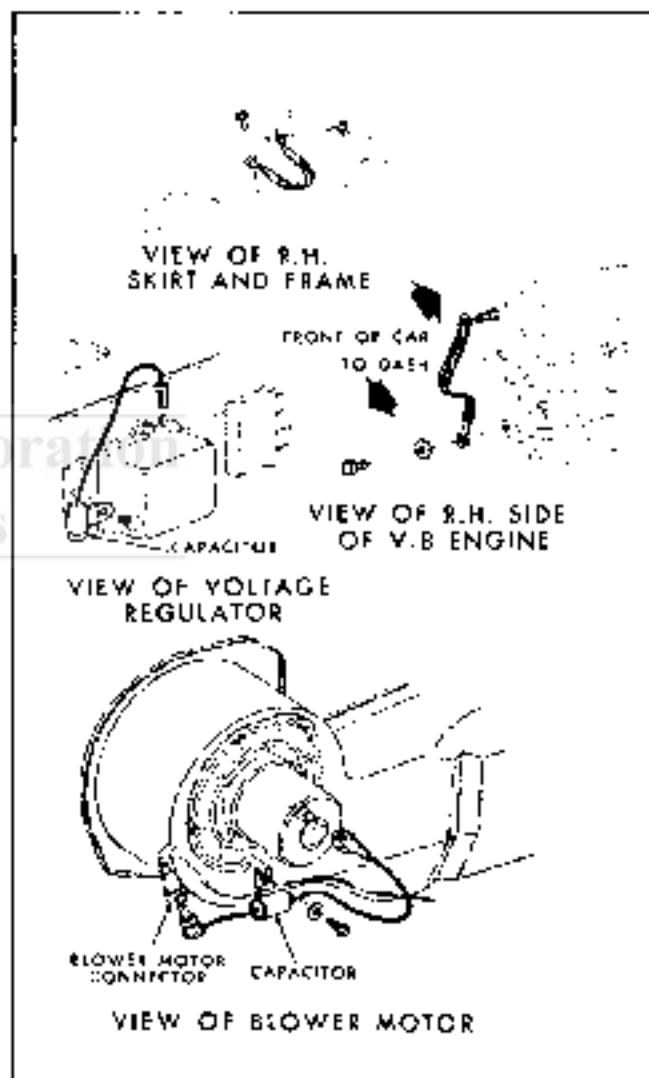 VIEW OF R.H.
SKIRT AND FRAME
FRONT OF CAR
TO DASH
oration
s
CAPACITOR
VIEW OF R.H. SIDE
OF V.8 ENGINE
VIEW OF VOLTAGE
REGULATOR
BLOWER MOTOR
CONNECTOR
CAPACITOR
VIEW OF BLOWER MOTOR